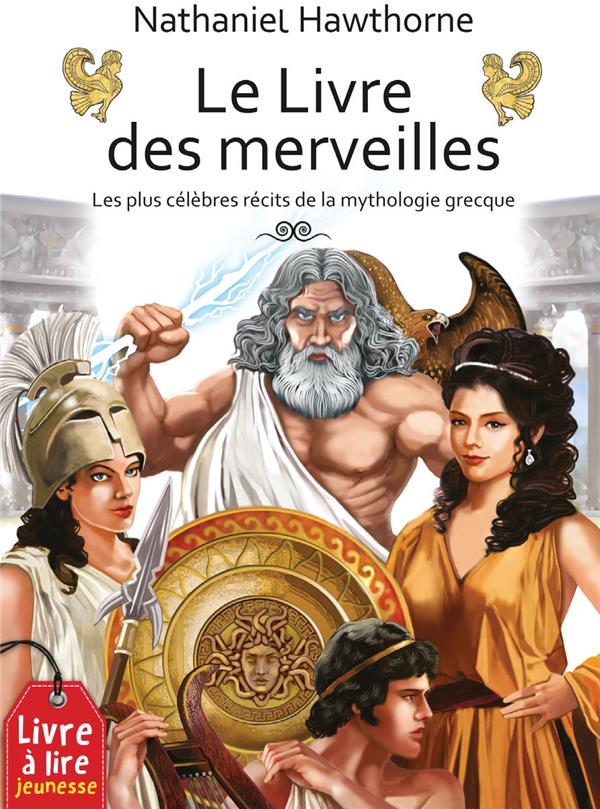 Nathaniel Hawthorne
Le Livre
des merveilles
Les plus célèbres récits de la mythologie grecque
Livre
à lire
jeunesse